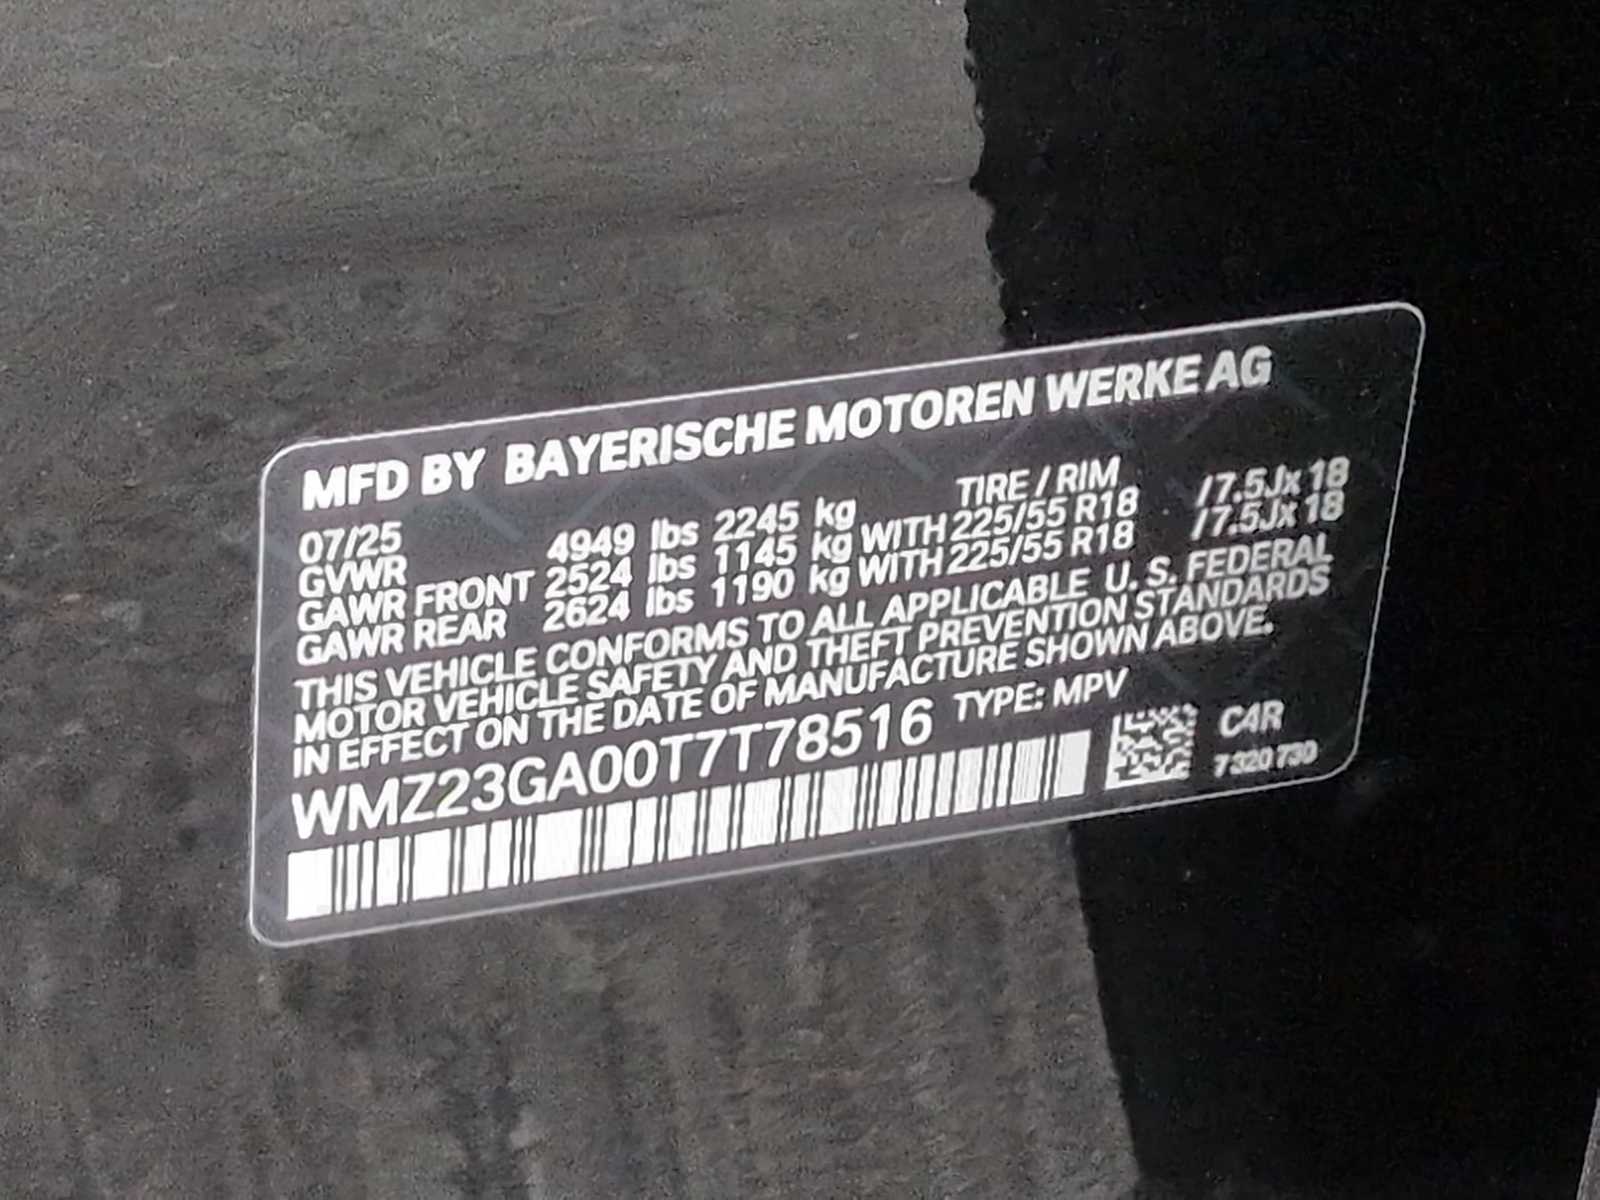 MFD BY BAYERISCHE MOTOREN WERKE AG
07/25 TIRE / RIM
GVWR 4949 lbs 2245 kg
GAWR FRONT 2524 lbs 1145 kg WITH 225/55 R18 /7.5Jx 18
GAWR REAR 2624 lbs 1190 kg WITH 225/55 R18 /7.5Jx 18
THIS VEHICLE CONFORMS TO ALL APPLICABLE U. S. FEDERAL
MOTOR VEHICLE SAFETY AND THEFT PREVENTION STANDARDS
IN EFFECT ON THE DATE OF MANUFACTURE SHOWN ABOVE.
WMZ23GA00T7T78516 TYPE: MPV
C4R
7 320 730